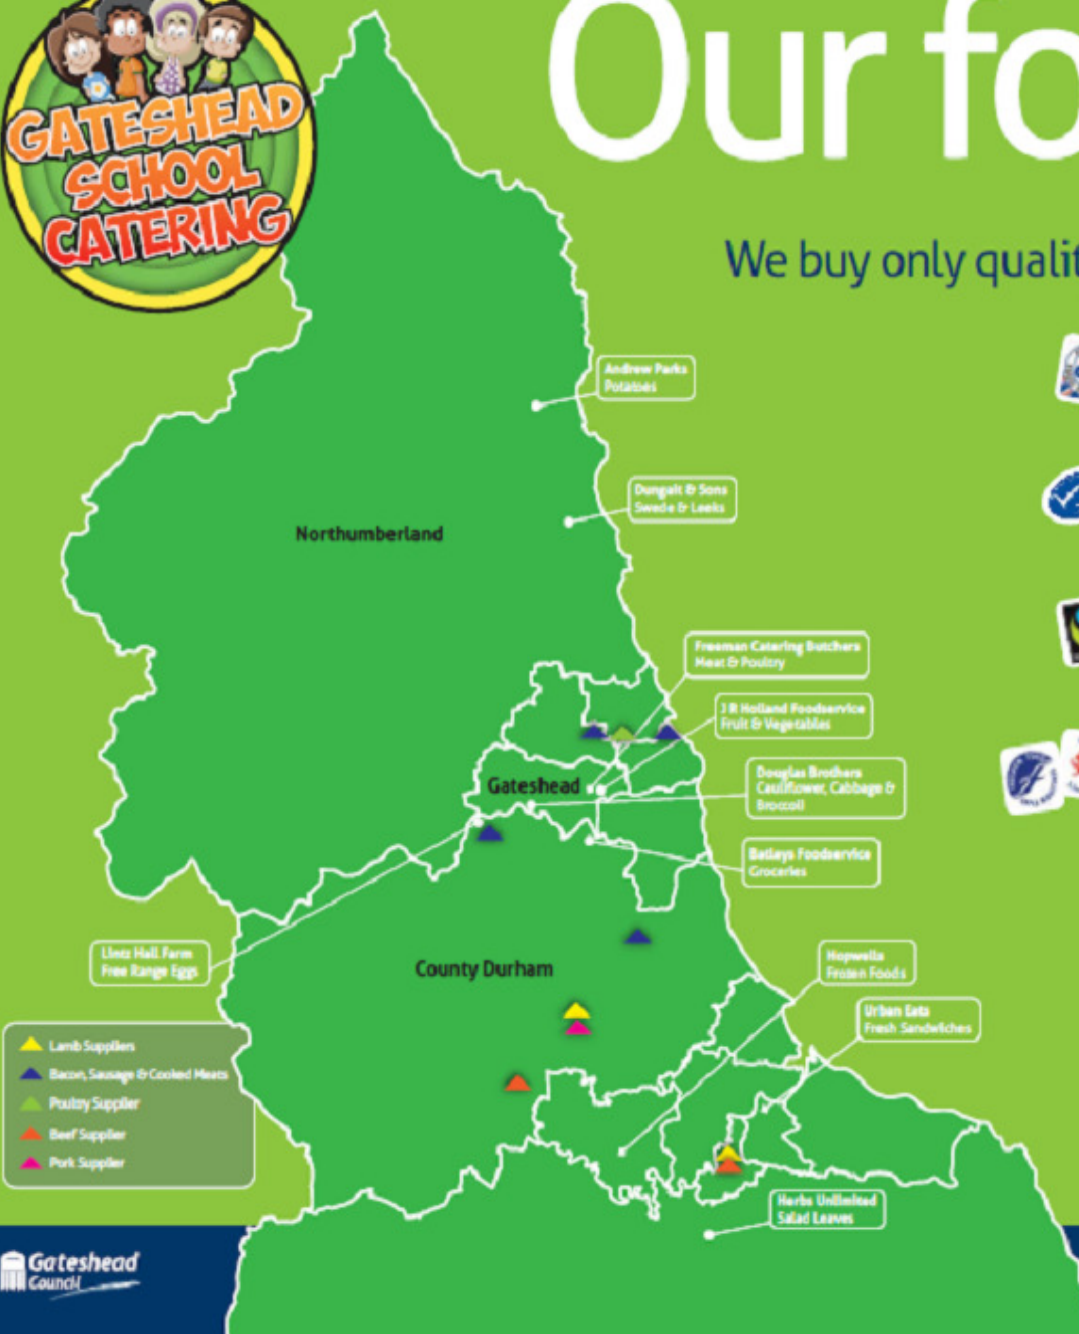 GATESHEAD
SCHOOL
CATERING
Our fo
We buy only qualit
Andrew Parks
Potatoes
Dungait & Sons
Swede & Leeks
Northumberland
Freeman Catering Butchers
Meat & Poultry
J R Holland Foodservice
Fruit & Vegetables
Gateshead
Douglas Brothers
Cauliflower, Cabbage &
Broccoli
Batleys Foodservice
Groceries
Lintz Hall Farm
Free Range Eggs
County Durham
Hopwells
Frozen Foods
Urban Eats
Fresh Sandwiches
Lamb Suppliers
Bacon, Sausage & Cooked Meats
Poultry Supplier
Beef Supplier
Pork Supplier
Herbs Unlimited
Salad Leaves
Gateshead
Council